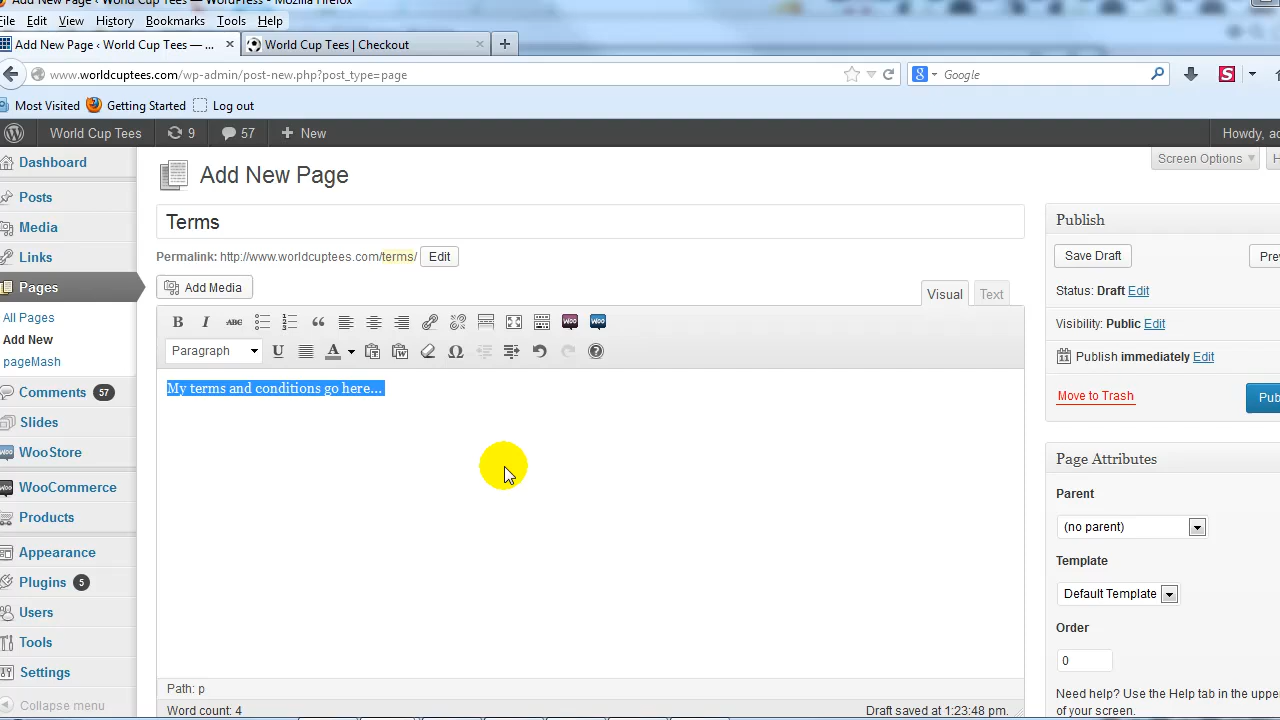 Add New Page ‹ World Cup Tees — WordPress - Mozilla Firefox
File Edit View History Bookmarks Tools Help
Add New Page ‹ World Cup Tees — ... × World Cup Tees | Checkout × +
www.worldcuptees.com/wp-admin/post-new.php?post_type=page Google
Most Visited Getting Started Log out
World Cup Tees 9 57 + New Howdy,
Dashboard
Posts
Media
Links
Pages
All Pages
Add New
pageMash
Comments 57
Slides
WooStore
WooCommerce
Products
Appearance
Plugins 5
Users
Tools
Settings
Collapse menu
Screen Options
Add New Page
Terms
Permalink: http://www.worldcuptees.com/terms/ Edit
Add Media
Visual Text
B I ABC
Paragraph U A
My terms and conditions go here...
Path: p
Word count: 4 Draft saved at 1:23:48 pm.
Publish
Save Draft
Status: Draft Edit
Visibility: Public Edit
Publish immediately Edit
Move to Trash
Page Attributes
Parent
(no parent)
Template
Default Template
Order
0
Need help? Use the Help tab in the upper
of your screen.